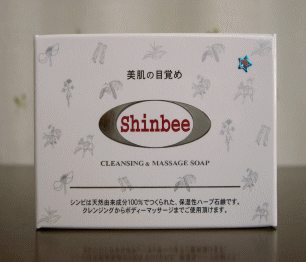 美肌の目覚め
Shinbee
CLEANSING & MASSAGE SOAP
シンビは天然由来成分100%でつくられた、保湿性ハーブ石鹸です。
クレンジングからボディーマッサージまでご使用頂けます。